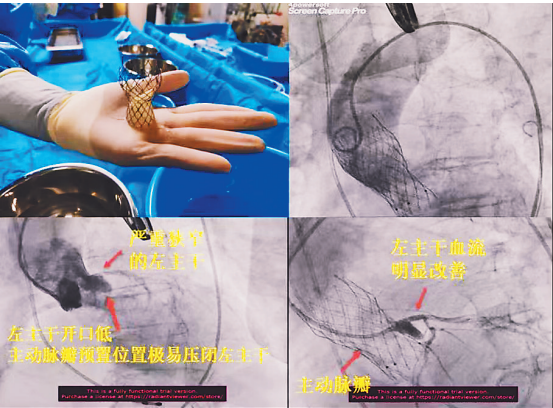 Apowersoft
Screen Capture Pro
严重狭窄
的左主干
左主干开口低
主动脉瓣预置位置极易压闭左主干
This is a fully functional trial version.
Purchase a license at https://radiantviewer.com/store/
左主干血流
明显改善
主动脉瓣
This is a fully functional trial version.
Purchase a license at https://radiantviewer.com/store/